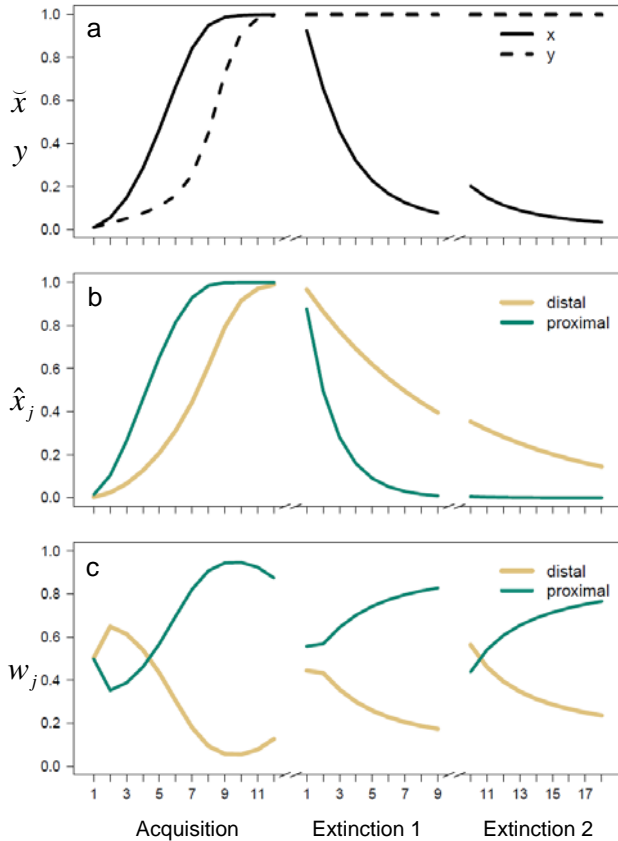 a
1.0
0.8
0.6
0.4
0.2
0.0
x̆
y
x
y
b
1.0
0.8
0.6
0.4
0.2
0.0
x̂j
distal
proximal
c
1.0
0.8
0.6
0.4
0.2
0.0
wj
distal
proximal
1 3 5 7 9 11 1 3 5 7 9 11 13 15 17
Acquisition Extinction 1 Extinction 2